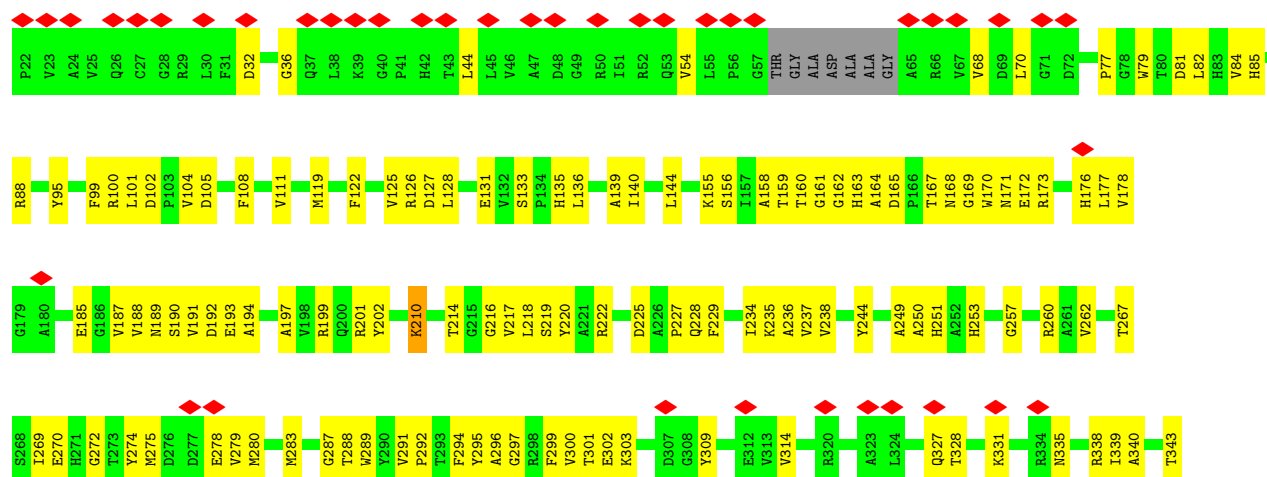 P22 V23 A24 V25 Q26 C27 G28 R29 L30 F31 D32 G36 Q37 L38 K39 G40 P41 H42 T43 L44 L45 V46 A47 D48 G49 R50 I51 R52 Q53 V54 L55 P56 G57 THR GLY ALA ASP ALA ALA GLY A65 R66 V67 V68 D69 L70 G71 D72 P77 G78 W79 T80 D81 L82 H83 V84 H85
R88 Y95 F99 R100 L101 D102 P103 V104 D105 F108 V111 M119 F122 V125 R126 D127 L128 E131 V132 S133 P134 H135 L136 A139 I140 L144 K155 S156 I157 A158 T159 T160 G161 G162 H163 A164 D165 P166 T167 N168 G169 W170 N171 E172 R173 H176 L177 V178
G179 A180 E185 G186 V187 V188 N189 S190 V191 D192 E193 A194 A197 V198 R199 Q200 R201 Y202 K210 T214 G215 G216 V217 L218 S219 Y220 A221 R222 D225 A226 P227 Q228 F229 I234 K235 A236 V237 V238 Y244 A249 A250 H251 A252 H253 G257 R260 A261 V262 T267
S268 I269 E270 H271 G272 T273 Y274 M275 D276 D277 E278 V279 M280 M283 G287 T288 W289 Y290 V291 P292 T293 F294 Y295 A296 G297 R298 F299 V300 T301 E302 K303 D307 G308 Y309 E312 V313 V314 R320 A323 L324 Q327 T328 K331 R334 N335 R338 I339 A340 T343